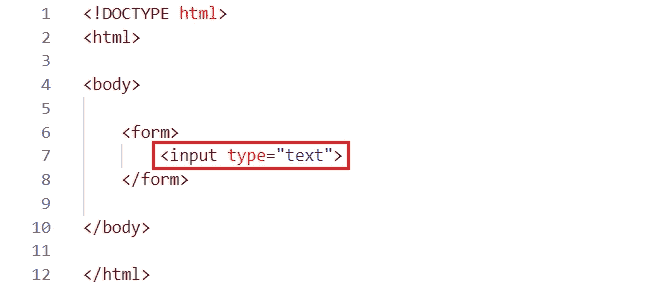 1 <!DOCTYPE html>
2 <html>
3
4 <body>
5
6 <form>
7 <input type="text">
8 </form>
9
10 </body>
11
12 </html>